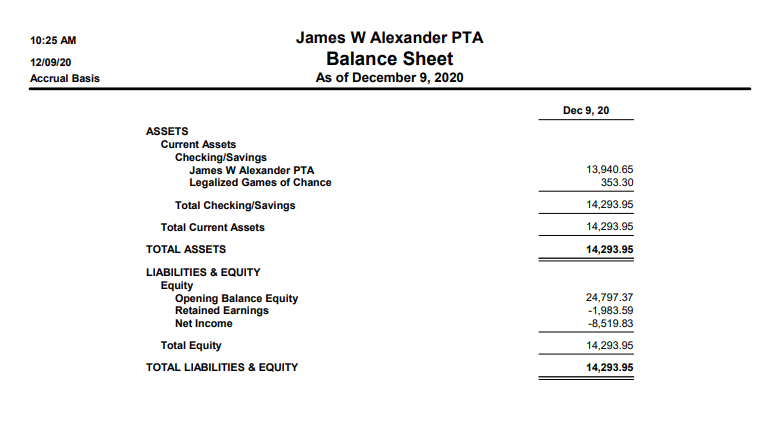 10:25 AM
12/09/20
Accrual Basis
James W Alexander PTA
Balance Sheet
As of December 9, 2020
Dec 9, 20
ASSETS
Current Assets
Checking/Savings
James W Alexander PTA 13,940.65
Legalized Games of Chance 353.30
Total Checking/Savings 14,293.95
Total Current Assets 14,293.95
TOTAL ASSETS 14,293.95
LIABILITIES & EQUITY
Equity
Opening Balance Equity 24,797.37
Retained Earnings -1,983.59
Net Income -8,519.83
Total Equity 14,293.95
TOTAL LIABILITIES & EQUITY 14,293.95